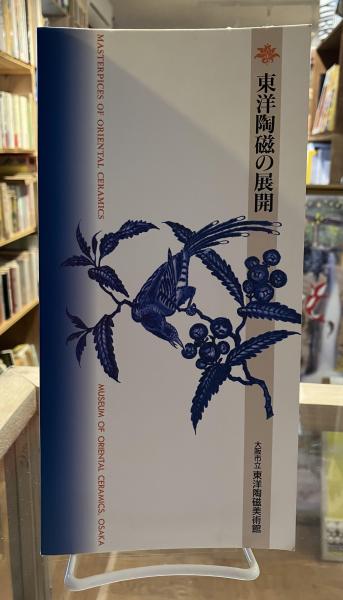 東洋陶磁の展開
MASTERPICES OF ORIENTAL CERAMICS
MUSEUM OF ORIENTAL CERAMICS, OSAKA
大阪市立 東洋陶磁美術館